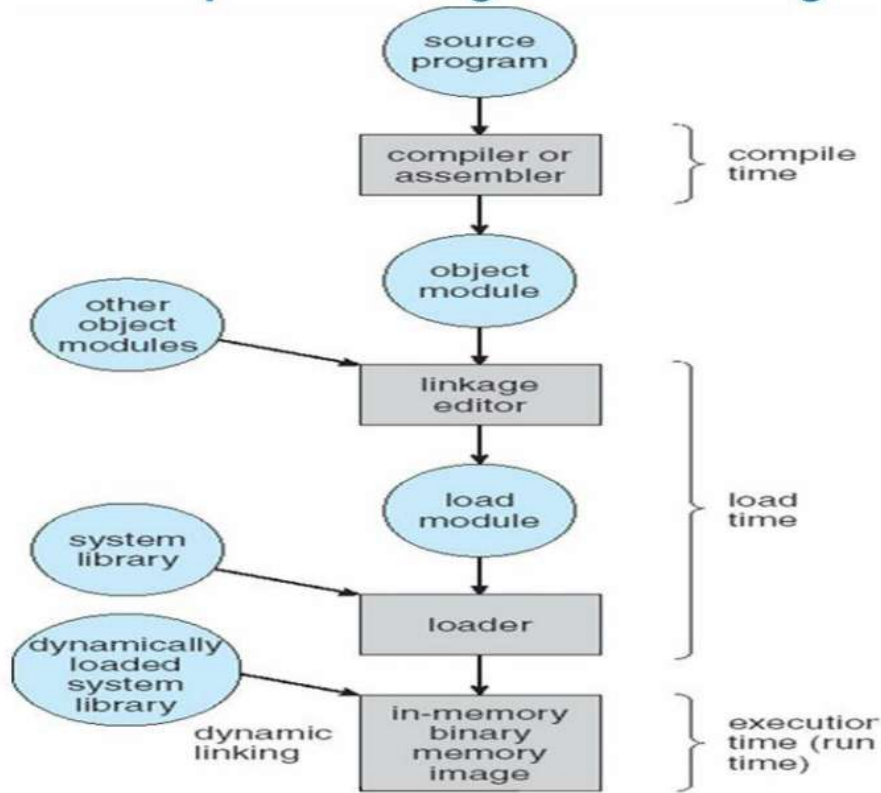 source
program
compiler or
assembler
compile
time
object
module
other
object
modules
linkage
editor
load
module
load
time
system
library
loader
dynamically
loaded
system
library
dynamic
linking
in-memory
binary
memory
image
execution
time (run
time)